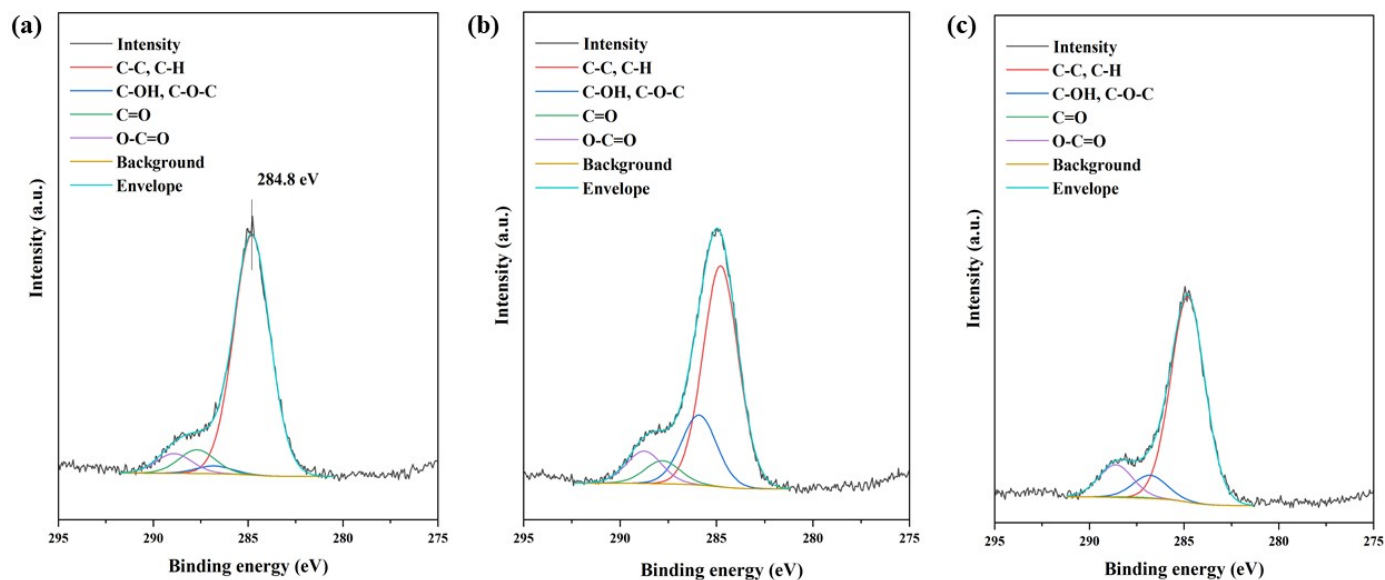 (a)
Intensity
C-C, C-H
C-OH, C-O-C
C=O
O-C=O
Background
Envelope
284.8 eV
Intensity (a.u.)
295 290 285 280 275
Binding energy (eV)
(b)
Intensity
C-C, C-H
C-OH, C-O-C
C=O
O-C=O
Background
Envelope
Intensity (a.u.)
295 290 285 280 275
Binding energy (eV)
(c)
Intensity
C-C, C-H
C-OH, C-O-C
C=O
O-C=O
Background
Envelope
Intensity (a.u.)
295 290 285 280 275
Binding energy (eV)